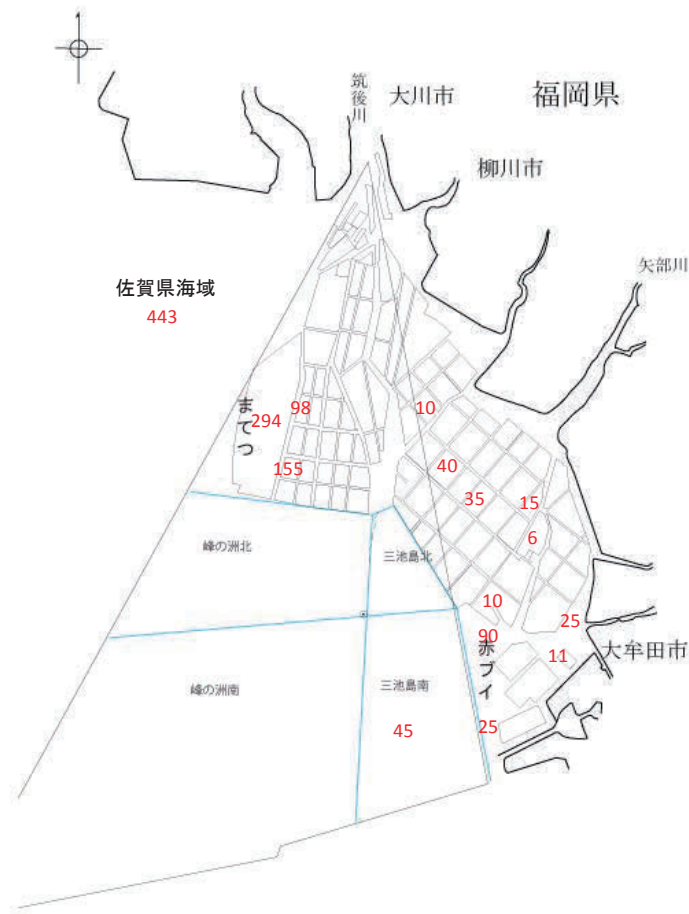 筑後川
大川市
福岡県
柳川市
矢部川
佐賀県海域
443
まてつ
294
98
10
155
40
35
15
6
峰の洲北
三池島北
10
25
90
赤ブイ
11
大牟田市
峰の洲南
三池島南
45
25